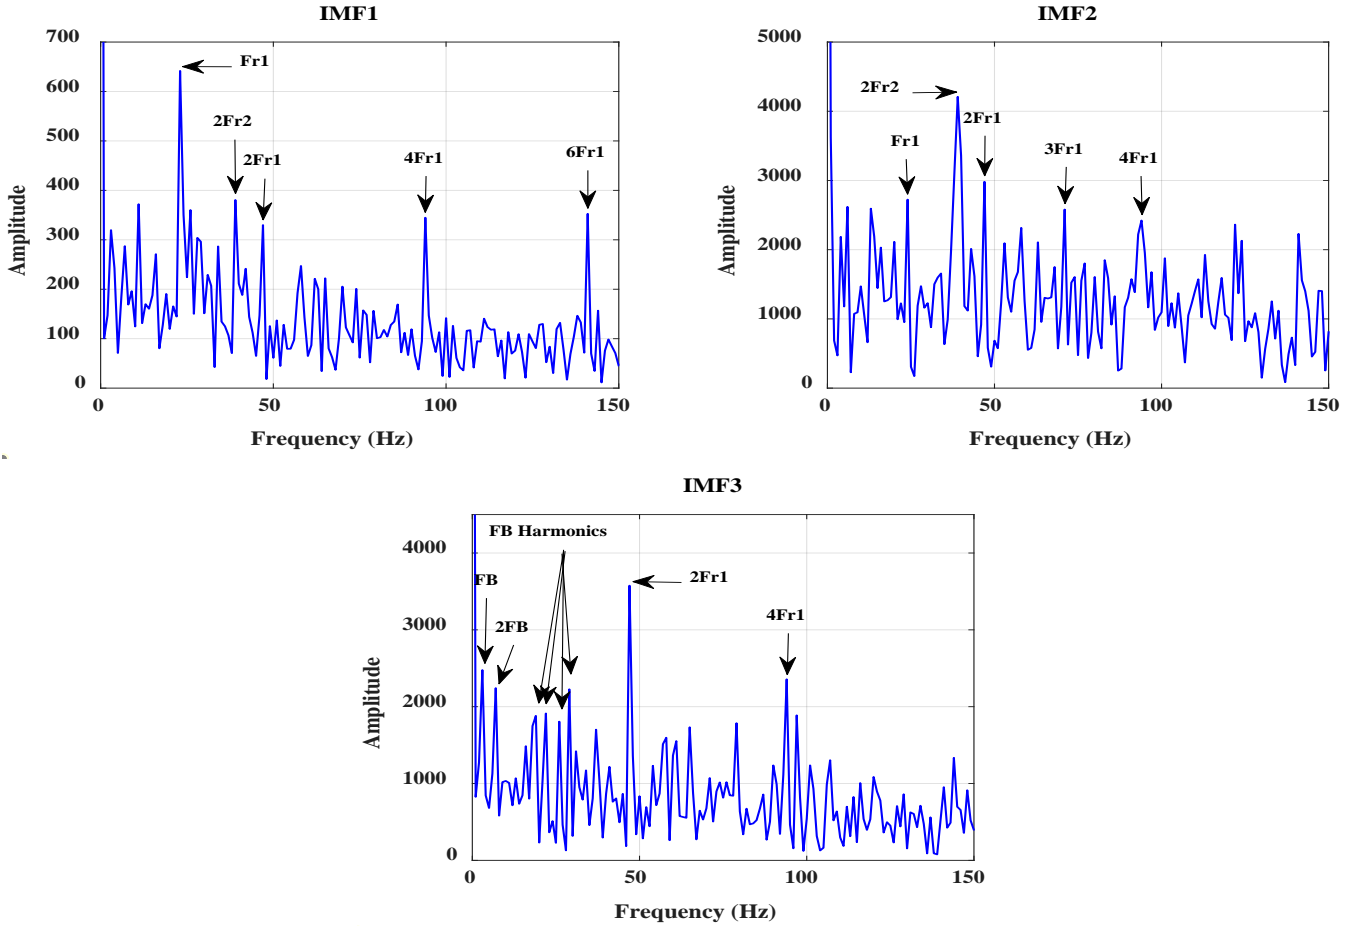 IMF1
700
600
500
400
300
200
100
0
Amplitude
Fr1
2Fr2
2Fr1
4Fr1
6Fr1
0 50 100 150
Frequency (Hz)
IMF2
5000
4000
3000
2000
1000
0
Amplitude
2Fr2
2Fr1
Fr1
3Fr1
4Fr1
0 50 100 150
Frequency (Hz)
IMF3
4000
3000
2000
1000
0
Amplitude
FB Harmonics
FB
2FB
2Fr1
4Fr1
0 50 100 150
Frequency (Hz)